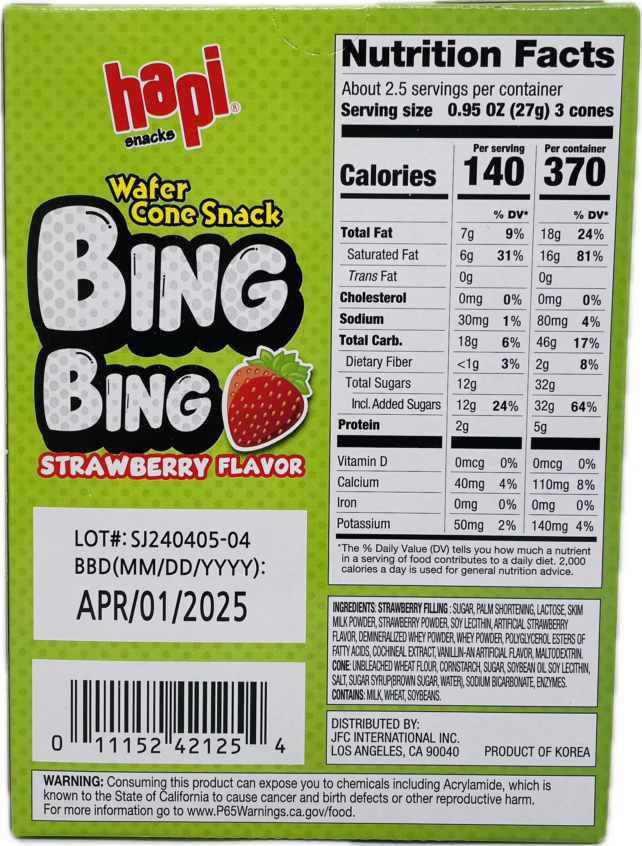 hapi®
snacks
Wafer
Cone Snack
BING
BING
STRAWBERRY FLAVOR
LOT#: SJ240405-04
BBD(MM/DD/YYYY):
APR/01/2025
0 11152 42125 4
Nutrition Facts
About 2.5 servings per container
Serving size 0.95 OZ (27g) 3 cones
Per serving Per container
Calories 140 370
% DV* % DV*
Total Fat 7g 9% 18g 24%
Saturated Fat 6g 31% 16g 81%
Trans Fat 0g 0g
Cholesterol 0mg 0% 0mg 0%
Sodium 30mg 1% 80mg 4%
Total Carb. 18g 6% 46g 17%
Dietary Fiber <1g 3% 2g 8%
Total Sugars 12g 32g
Incl. Added Sugars 12g 24% 32g 64%
Protein 2g 5g
Vitamin D 0mcg 0% 0mcg 0%
Calcium 40mg 4% 110mg 8%
Iron 0mg 0% 0mg 0%
Potassium 50mg 2% 140mg 4%
*The % Daily Value (DV) tells you how much a nutrient
in a serving of food contributes to a daily diet. 2,000
calories a day is used for general nutrition advice.
INGREDIENTS: STRAWBERRY FILLING : SUGAR, PALM SHORTENING, LACTOSE, SKIM
MILK POWDER, STRAWBERRY POWDER, SOY LECITHIN, ARTIFICIAL STRAWBERRY
FLAVOR, DEMINERALIZED WHEY POWDER, WHEY POWDER, POLYGLYCEROL ESTERS OF
FATTY ACIDS, COCHINEAL EXTRACT, VANILLIN-AN ARTIFICIAL FLAVOR, MALTODEXTRIN.
CONE: UNBLEACHED WHEAT FLOUR, CORNSTARCH, SUGAR, SOYBEAN OIL SOY LECITHIN,
SALT, SUGAR SYRUP(BROWN SUGAR, WATER), SODIUM BICARBONATE, ENZYMES.
CONTAINS: MILK, WHEAT, SOYBEANS.
DISTRIBUTED BY:
JFC INTERNATIONAL INC.
LOS ANGELES, CA 90040 PRODUCT OF KOREA
WARNING: Consuming this product can expose you to chemicals including Acrylamide, which is
known to the State of California to cause cancer and birth defects or other reproductive harm.
For more information go to www.P65Warnings.ca.gov/food.